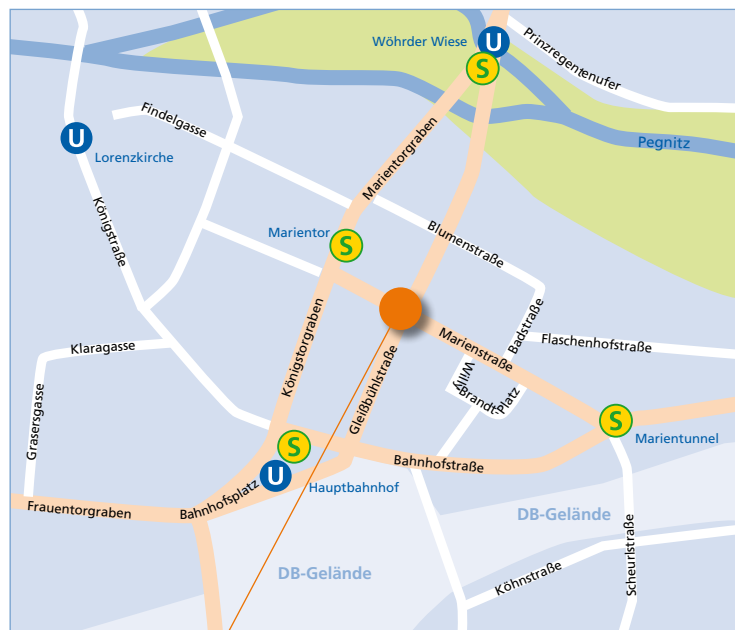 Wöhrder Wiese
U
S
Prinzregentenufer
Findelgasse
U
Lorenzkirche
Marientorgraben
Pegnitz
Königstraße
Marientor
S
Blumenstraße
Königstorgraben
Gleißbühlstraße
Marienstraße
Badstraße
Flaschenhofstraße
Klaragasse
Grasersgasse
Willy-
Brandt-
Platz
S
Marientunnel
S
U
Bahnhofstraße
Bahnhofsplatz
Hauptbahnhof
Frauentorgraben
DB-Gelände
DB-Gelände
Köhnstraße
Scheurlstraße